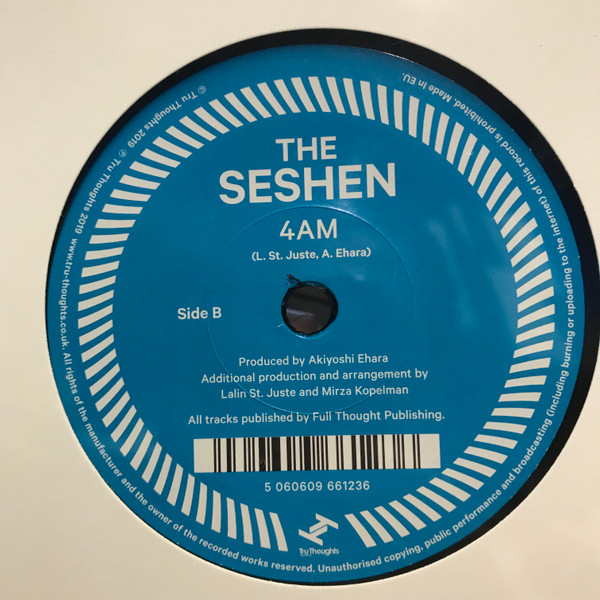 THE
SESHEN
4AM
(L. St. Juste, A. Ehara)
Side B
Produced by Akiyoshi Ehara
Additional production and arrangement by
Lalin St. Juste and Mirza Kopelman
All tracks published by Full Thought Publishing.
5 060609 661236
Tru Thoughts
© Tru Thoughts 2019 ℗ Tru Thoughts 2019 www.tru-thoughts.co.uk. All rights of the manufacturer and the owner of the recorded works reserved. Unauthorised copying, public performance and broadcasting (including burning or uploading to the internet) of this record is prohibited. Made in EU.